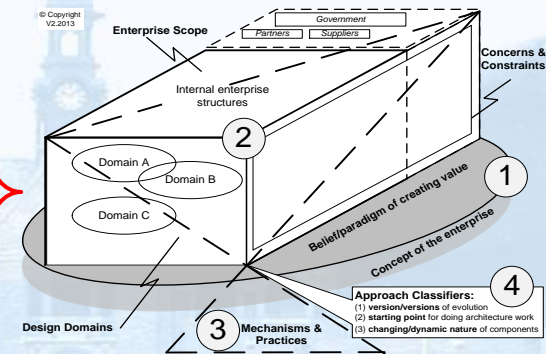 © Copyright
V2.2013
Enterprise Scope
Government
Partners
Suppliers
Concerns &
Constraints
Internal enterprise
structures
2
Domain A
Domain B
Domain C
1
Belief/paradigm of creating value
Concept of the enterprise
4
Approach Classifiers:
(1) version/versions of evolution
(2) starting point for doing architecture work
(3) changing/dynamic nature of components
Design Domains
3
Mechanisms &
Practices